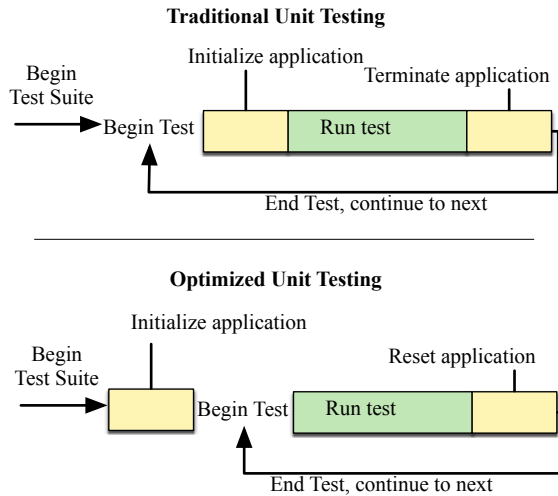 Traditional Unit Testing
Initialize application
Begin
Test Suite
Terminate application
Begin Test
Run test
End Test, continue to next
Optimized Unit Testing
Initialize application
Begin
Test Suite
Reset application
Begin Test
Run test
End Test, continue to next